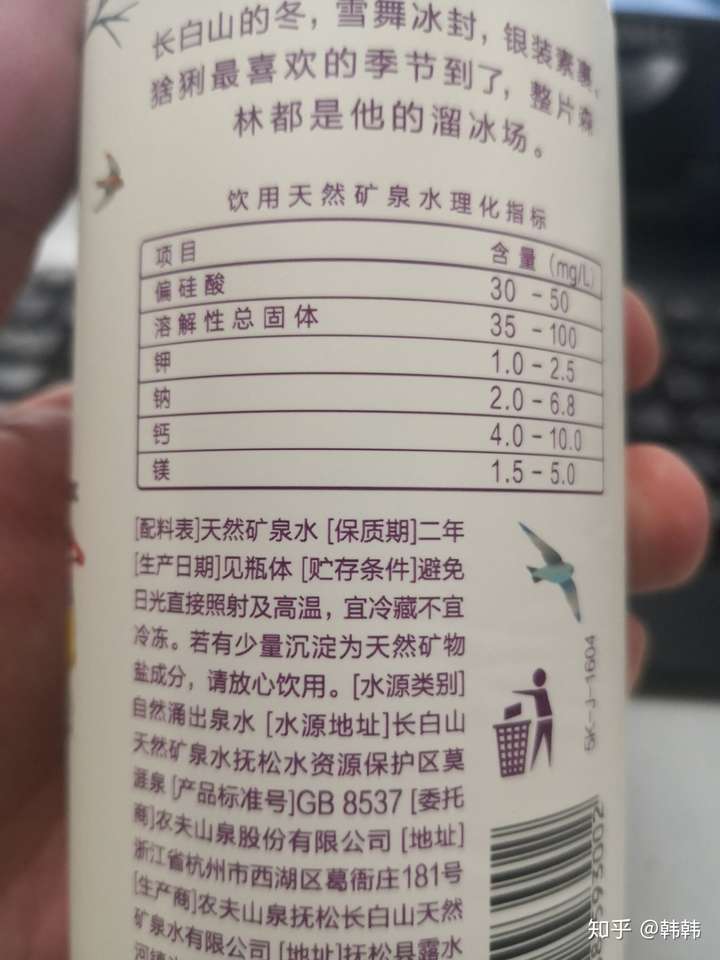 长白山的冬，雪舞冰封，银装素裹，
猞猁最喜欢的季节到了，整片森
林都是他的溜冰场。
饮用天然矿泉水理化指标
项目 含量 (mg/L)
偏硅酸 30 - 50
溶解性总固体 35 - 100
钾 1.0 - 2.5
钠 2.0 - 6.8
钙 4.0 - 10.0
镁 1.5 - 5.0
[配料表]天然矿泉水 [保质期]二年
[生产日期]见瓶体 [贮存条件]避免
日光直接照射及高温，宜冷藏不宜
冷冻。若有少量沉淀为天然矿物
盐成分，请放心饮用。[水源类别]
自然涌出泉水 [水源地址]长白山
天然矿泉水抚松水资源保护区莫
涯泉 [产品标准号]GB 8537 [委托
商]农夫山泉股份有限公司 [地址]
浙江省杭州市西湖区葛衙庄181号
[生产商]农夫山泉抚松长白山天然
矿泉水有限公司 [地址]抚松县露水
河镇
SK-J-1604
知乎 @韩韩